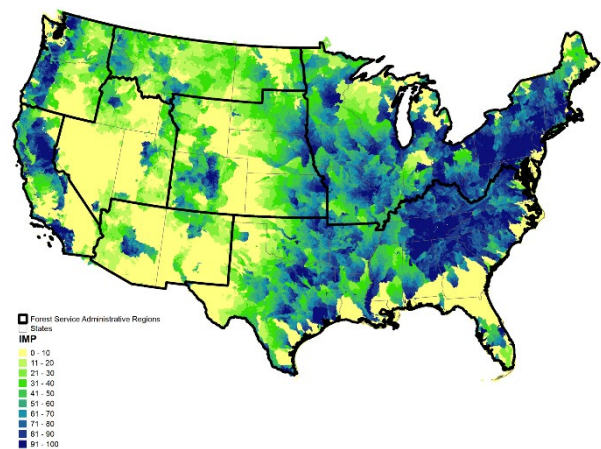 Forest Service Administrative Regions
States
IMP
0 - 10
11 - 20
21 - 30
31 - 40
41 - 50
51 - 60
61 - 70
71 - 80
81 - 90
91 - 100